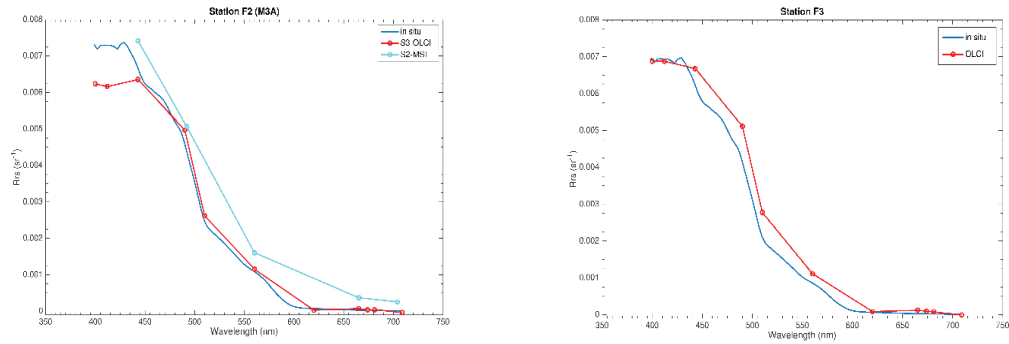 Station F2 (M3A)
in situ
S3 OLCI
S2-MSI
0.008
0.007
0.006
0.005
0.004
0.003
0.002
0.001
0
Rrs (sr⁻¹)
350 400 450 500 550 600 650 700 750
Wavelength (nm)
Station F3
in situ
OLCI
0.008
0.007
0.006
0.005
0.004
0.003
0.002
0.001
0
Rrs (sr⁻¹)
350 400 450 500 550 600 650 700 750
Wavelength (nm)